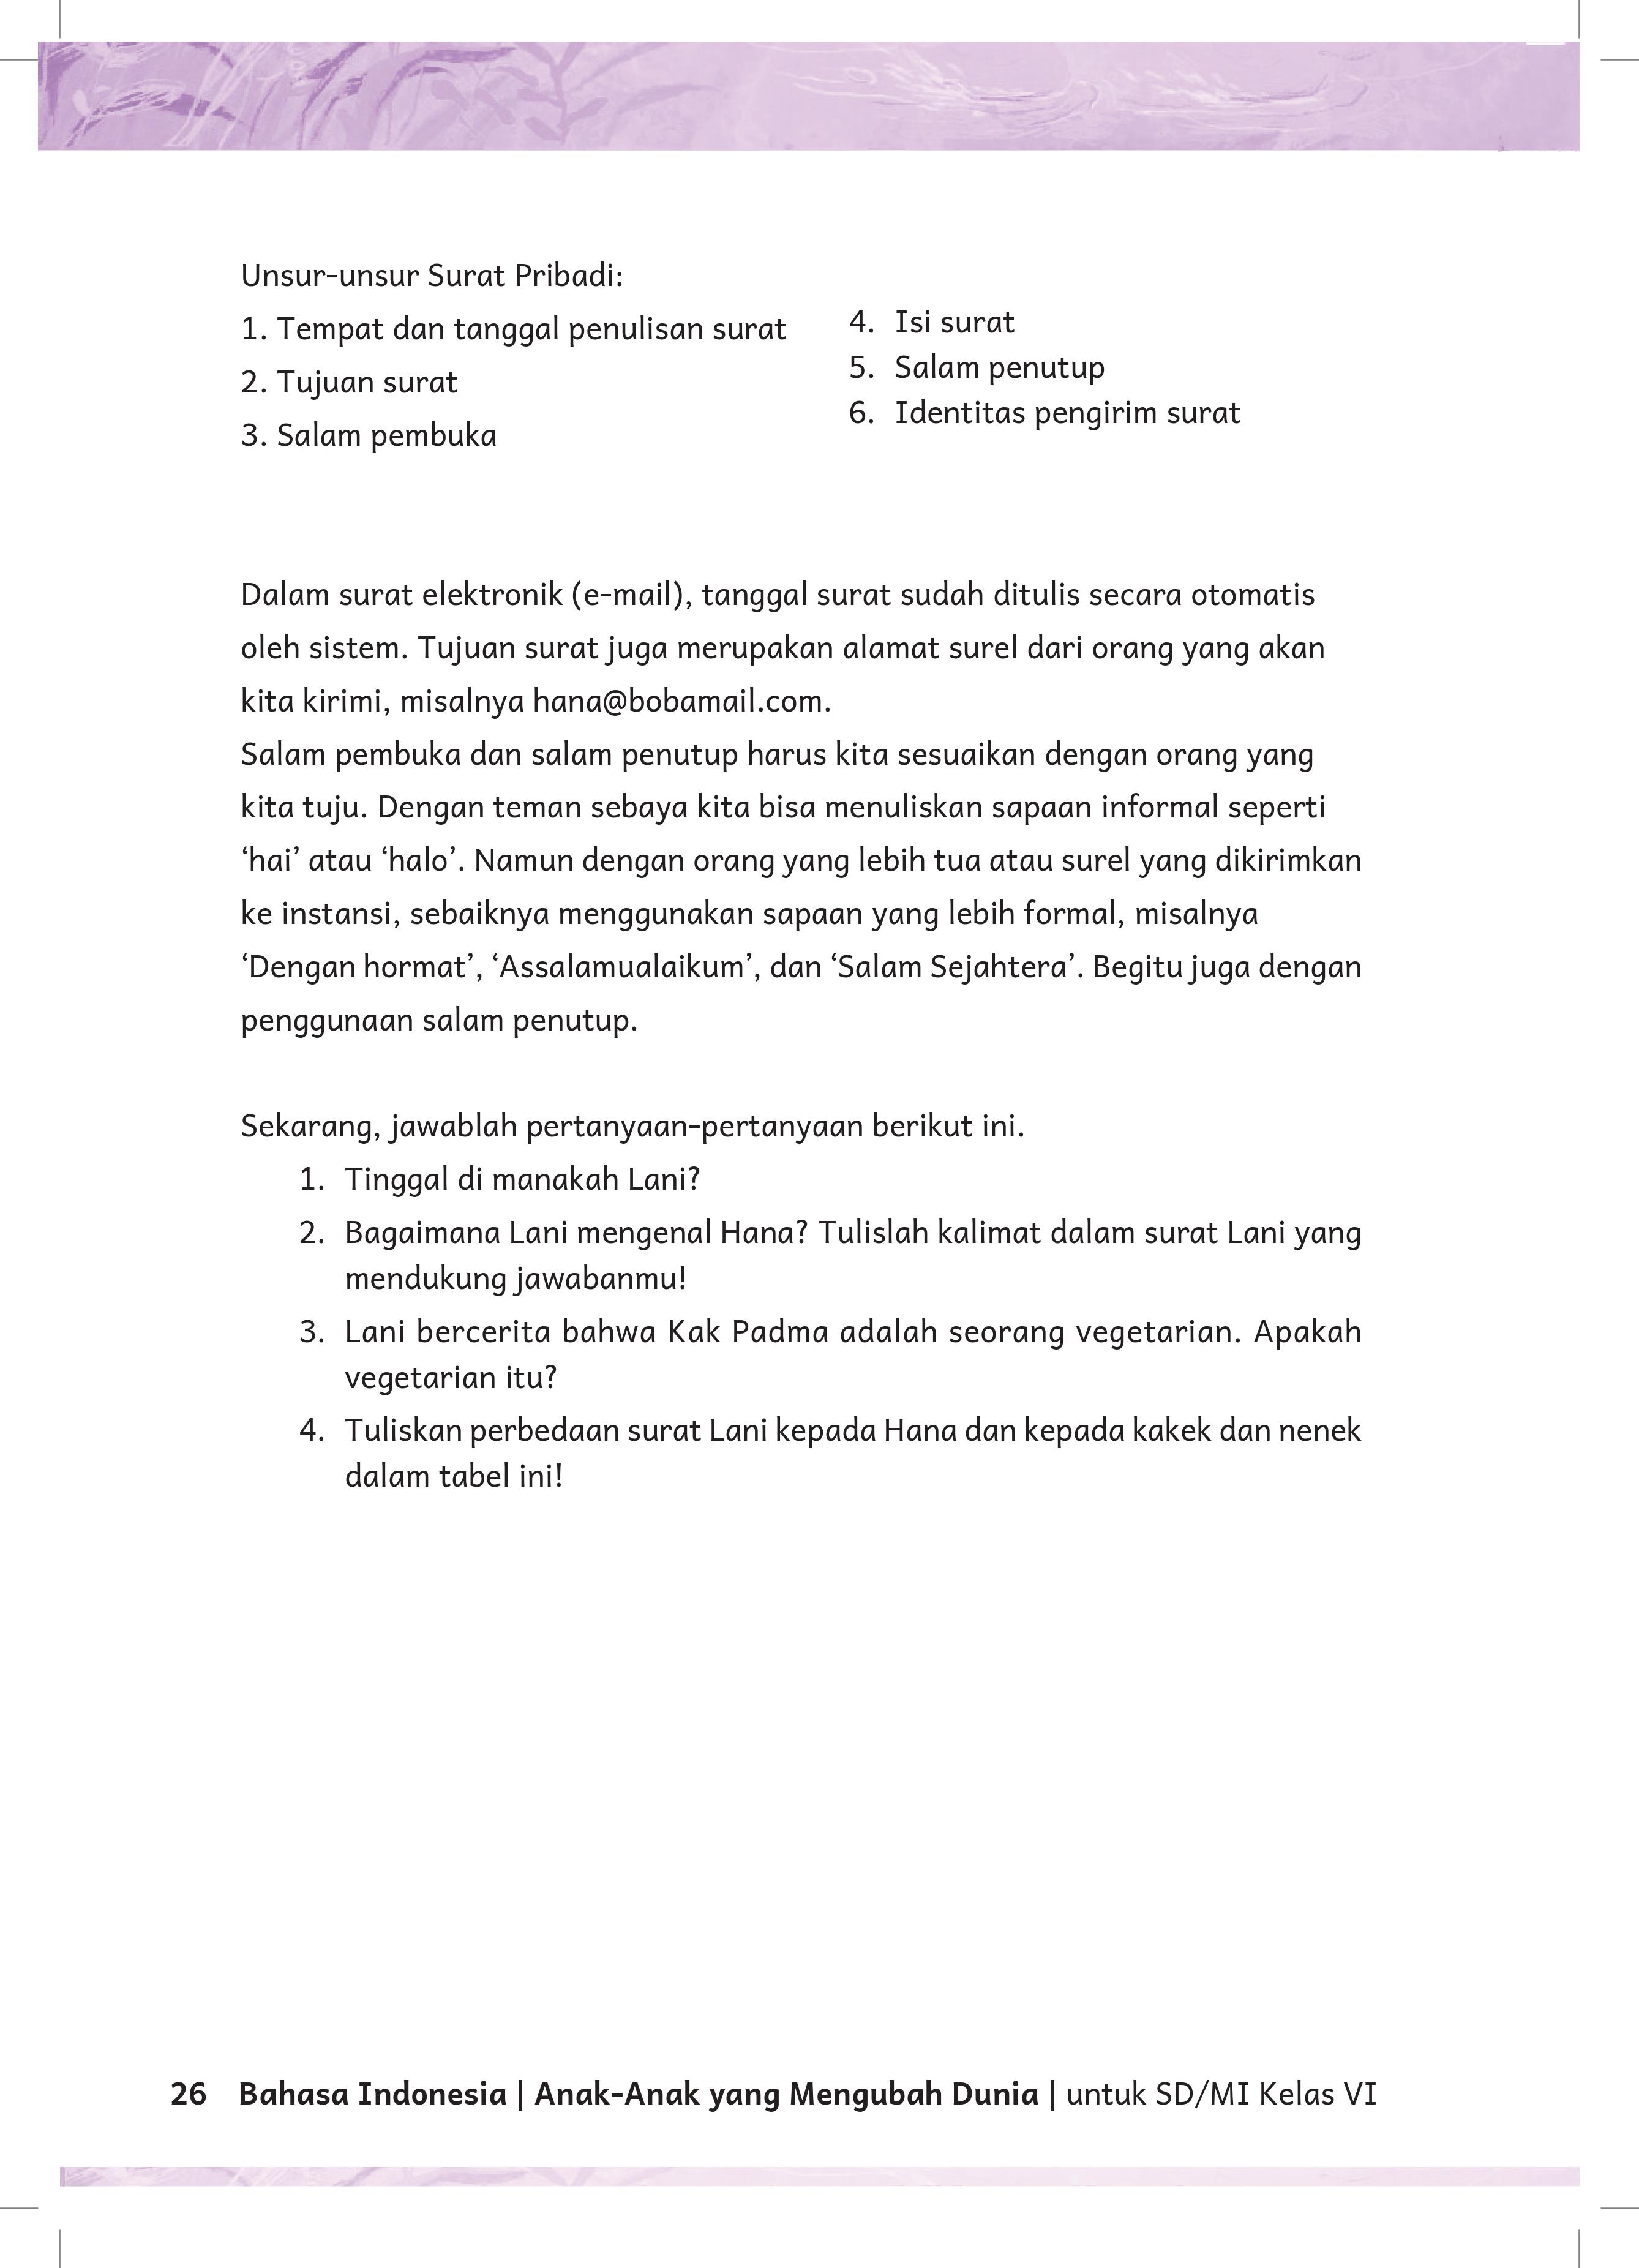 Unsur-unsur Surat Pribadi:
1. Tempat dan tanggal penulisan surat
2. Tujuan surat
3. Salam pembuka
4. Isi surat
5. Salam penutup
6. Identitas pengirim surat
Dalam surat elektronik (e-mail), tanggal surat sudah ditulis secara otomatis
oleh sistem. Tujuan surat juga merupakan alamat surel dari orang yang akan
kita kirimi, misalnya hana@bobamail.com.
Salam pembuka dan salam penutup harus kita sesuaikan dengan orang yang
kita tuju. Dengan teman sebaya kita bisa menuliskan sapaan informal seperti
‘hai’ atau ‘halo’. Namun dengan orang yang lebih tua atau surel yang dikirimkan
ke instansi, sebaiknya menggunakan sapaan yang lebih formal, misalnya
‘Dengan hormat’, ‘Assalamualaikum’, dan ‘Salam Sejahtera’. Begitu juga dengan
penggunaan salam penutup.
Sekarang, jawablah pertanyaan-pertanyaan berikut ini.
1. Tinggal di manakah Lani?
2. Bagaimana Lani mengenal Hana? Tulislah kalimat dalam surat Lani yang
mendukung jawabanmu!
3. Lani bercerita bahwa Kak Padma adalah seorang vegetarian. Apakah
vegetarian itu?
4. Tuliskan perbedaan surat Lani kepada Hana dan kepada kakek dan nenek
dalam tabel ini!
26 Bahasa Indonesia | Anak-Anak yang Mengubah Dunia | untuk SD/MI Kelas VI